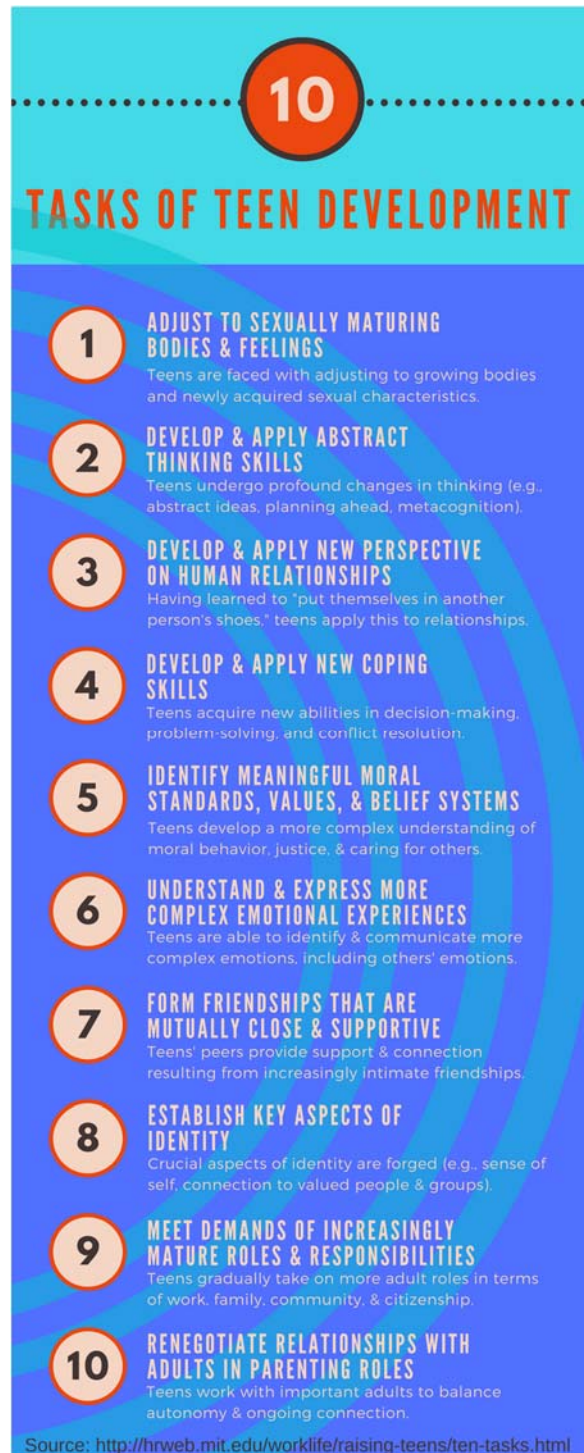 10
TASKS OF TEEN DEVELOPMENT
1
ADJUST TO SEXUALLY MATURING
BODIES & FEELINGS
Teens are faced with adjusting to growing bodies
and newly acquired sexual characteristics.
2
DEVELOP & APPLY ABSTRACT
THINKING SKILLS
Teens undergo profound changes in thinking (e.g.,
abstract ideas, planning ahead, metacognition).
3
DEVELOP & APPLY NEW PERSPECTIVE
ON HUMAN RELATIONSHIPS
Having learned to "put themselves in another
person's shoes," teens apply this to relationships.
4
DEVELOP & APPLY NEW COPING
SKILLS
Teens acquire new abilities in decision-making,
problem-solving, and conflict resolution.
5
IDENTIFY MEANINGFUL MORAL
STANDARDS, VALUES, & BELIEF SYSTEMS
Teens develop a more complex understanding of
moral behavior, justice, & caring for others.
6
UNDERSTAND & EXPRESS MORE
COMPLEX EMOTIONAL EXPERIENCES
Teens are able to identify & communicate more
complex emotions, including others' emotions.
7
FORM FRIENDSHIPS THAT ARE
MUTUALLY CLOSE & SUPPORTIVE
Teens' peers provide support & connection
resulting from increasingly intimate friendships.
8
ESTABLISH KEY ASPECTS OF
IDENTITY
Crucial aspects of identity are forged (e.g., sense of
self, connection to valued people & groups).
9
MEET DEMANDS OF INCREASINGLY
MATURE ROLES & RESPONSIBILITIES
Teens gradually take on more adult roles in terms
of work, family, community, & citizenship.
10
RENEGOTIATE RELATIONSHIPS WITH
ADULTS IN PARENTING ROLES
Teens work with important adults to balance
autonomy & ongoing connection.
Source: http://hrweb.mit.edu/worklife/raising-teens/ten-tasks.html